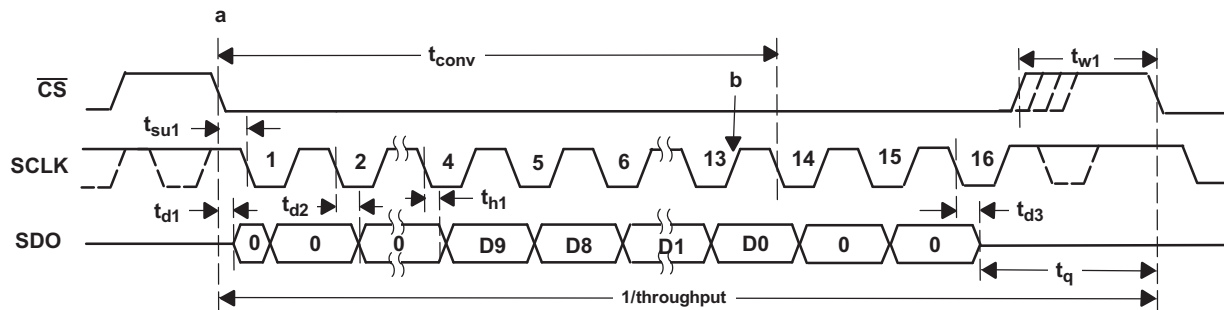 a
t_conv
t_w1
CS
b
t_su1
SCLK
1
2
4
5
6
13
14
15
16
t_d1
t_d2
t_h1
t_d3
SDO
0
0
0
D9
D8
D1
D0
0
0
t_q
1/throughput